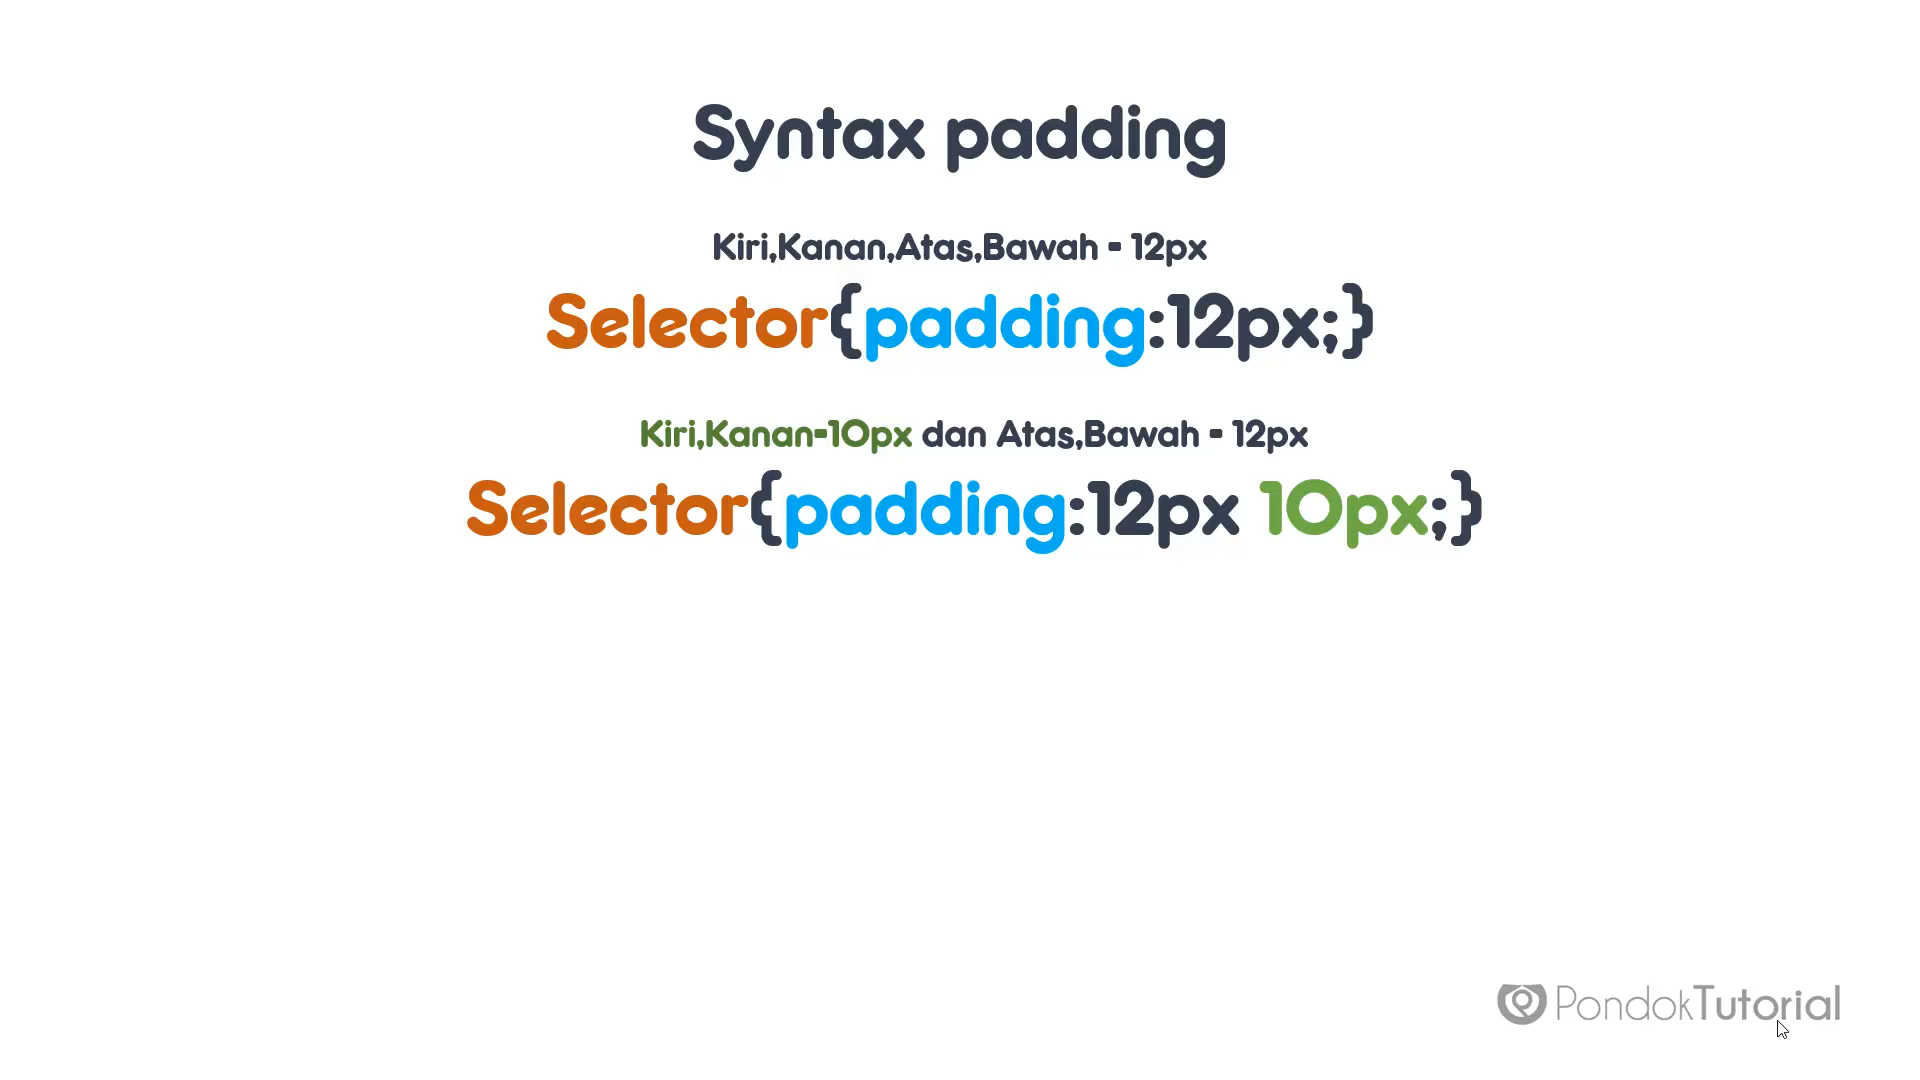 Syntax padding
Kiri,Kanan,Atas,Bawah - 12px
Selector{padding:12px;}
Kiri,Kanan-10px dan Atas,Bawah - 12px
Selector{padding:12px 10px;}
PondokTutorial